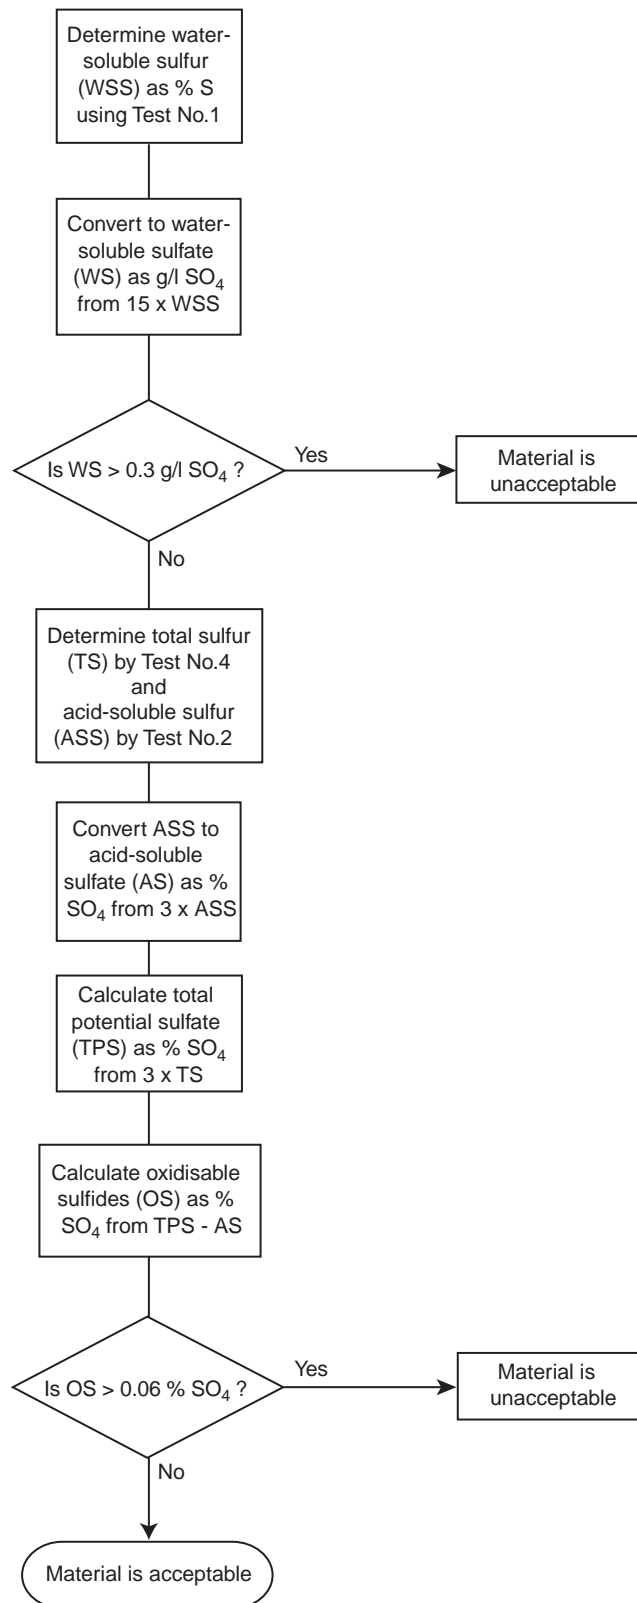 Determine water-
soluble sulfur
(WSS) as % S
using Test No.1
Convert to water-
soluble sulfate
(WS) as g/l SO₄
from 15 x WSS
Is WS > 0.3 g/l SO₄ ?
Yes
Material is
unacceptable
No
Determine total sulfur
(TS) by Test No.4
and
acid-soluble sulfur
(ASS) by Test No.2
Convert ASS to
acid-soluble
sulfate (AS) as %
SO₄ from 3 x ASS
Calculate total
potential sulfate
(TPS) as % SO₄
from 3 x TS
Calculate oxidisable
sulfides (OS) as %
SO₄ from TPS - AS
Is OS > 0.06 % SO₄ ?
Yes
Material is
unacceptable
No
Material is acceptable